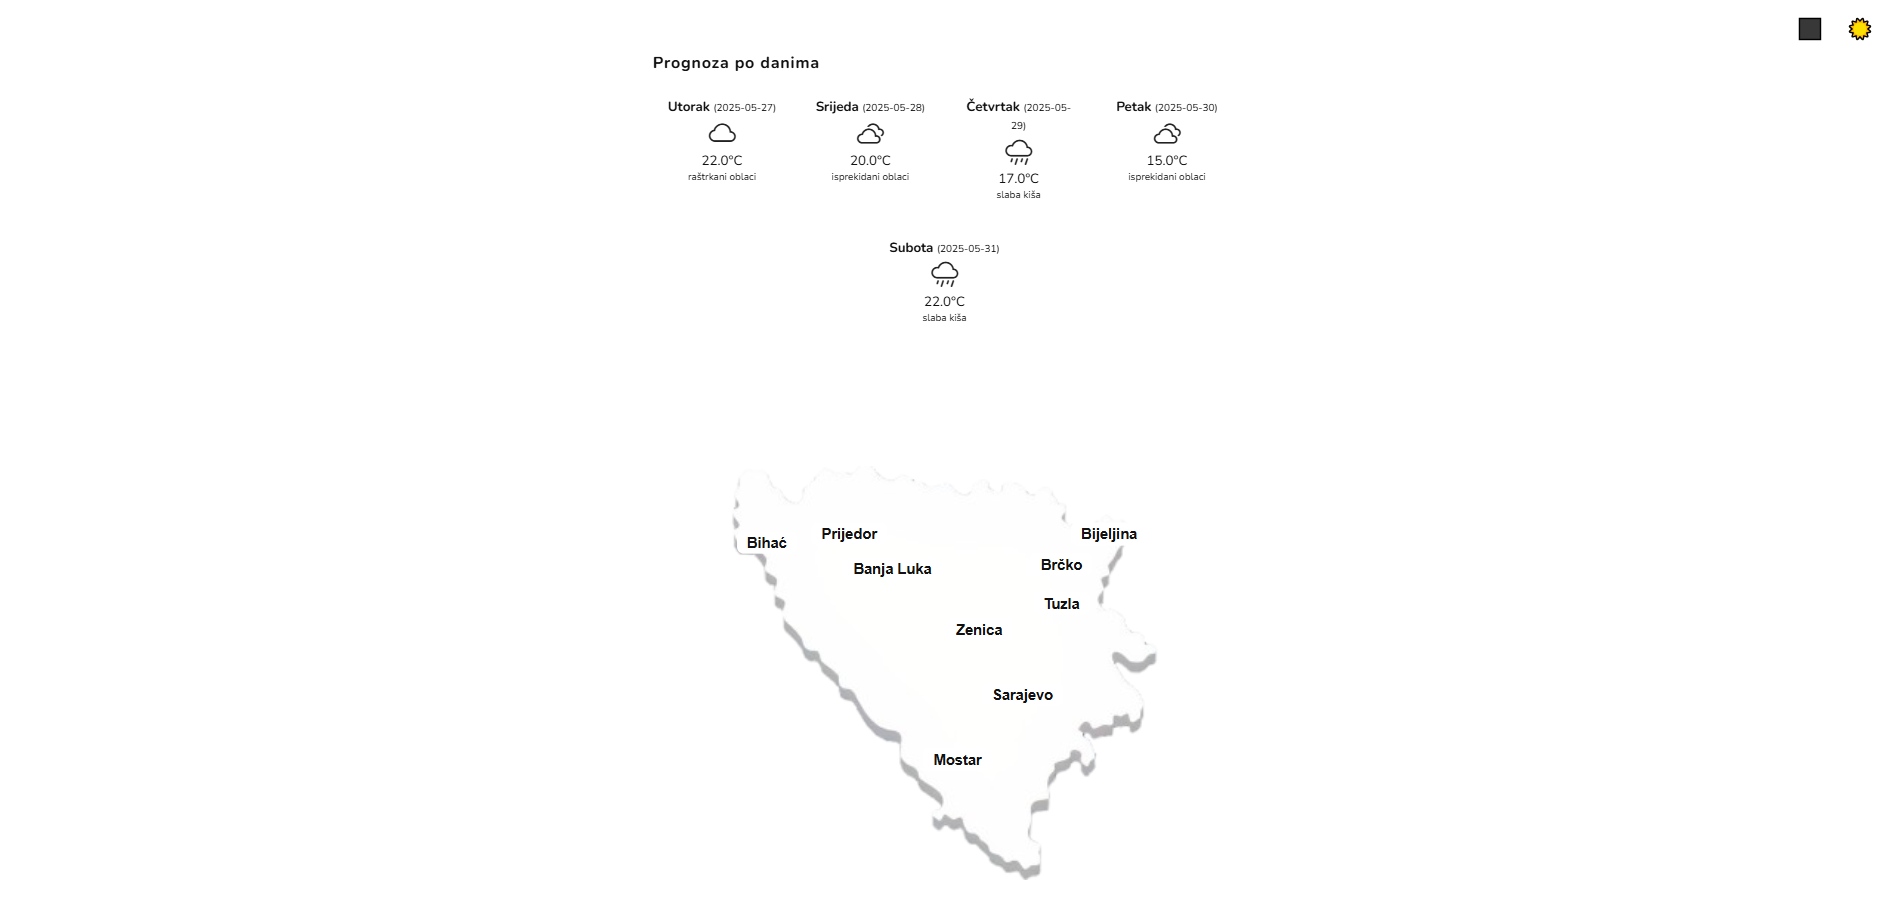 Prognoza po danima
Utorak (2025-05-27)
22.0°C
raštrkani oblaci
Srijeda (2025-05-28)
20.0°C
isprekidani oblaci
Četvrtak (2025-05-
29)
17.0°C
slaba kiša
Petak (2025-05-30)
15.0°C
isprekidani oblaci
Subota (2025-05-31)
22.0°C
slaba kiša
Prijedor
Bijeljina
Bihać
Brčko
Banja Luka
Tuzla
Zenica
Sarajevo
Mostar